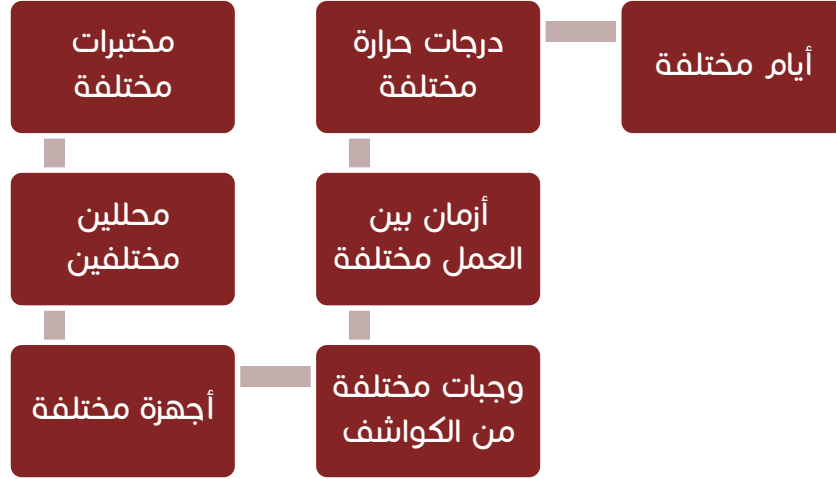 مختبرات
مختلفة
محللين
مختلفين
أجهزة مختلفة
وجبات مختلفة
من الكواشف
أزمان بين
العمل مختلفة
درجات حرارة
مختلفة
أيام مختلفة